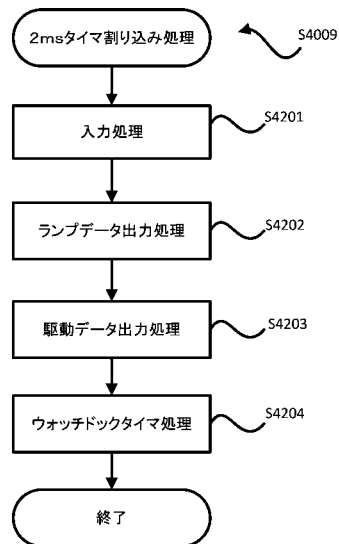 2msタイマ割り込み処理
S4009
入力処理
S4201
ランプデータ出力処理
S4202
駆動データ出力処理
S4203
ウォッチドックタイマ処理
S4204
終了